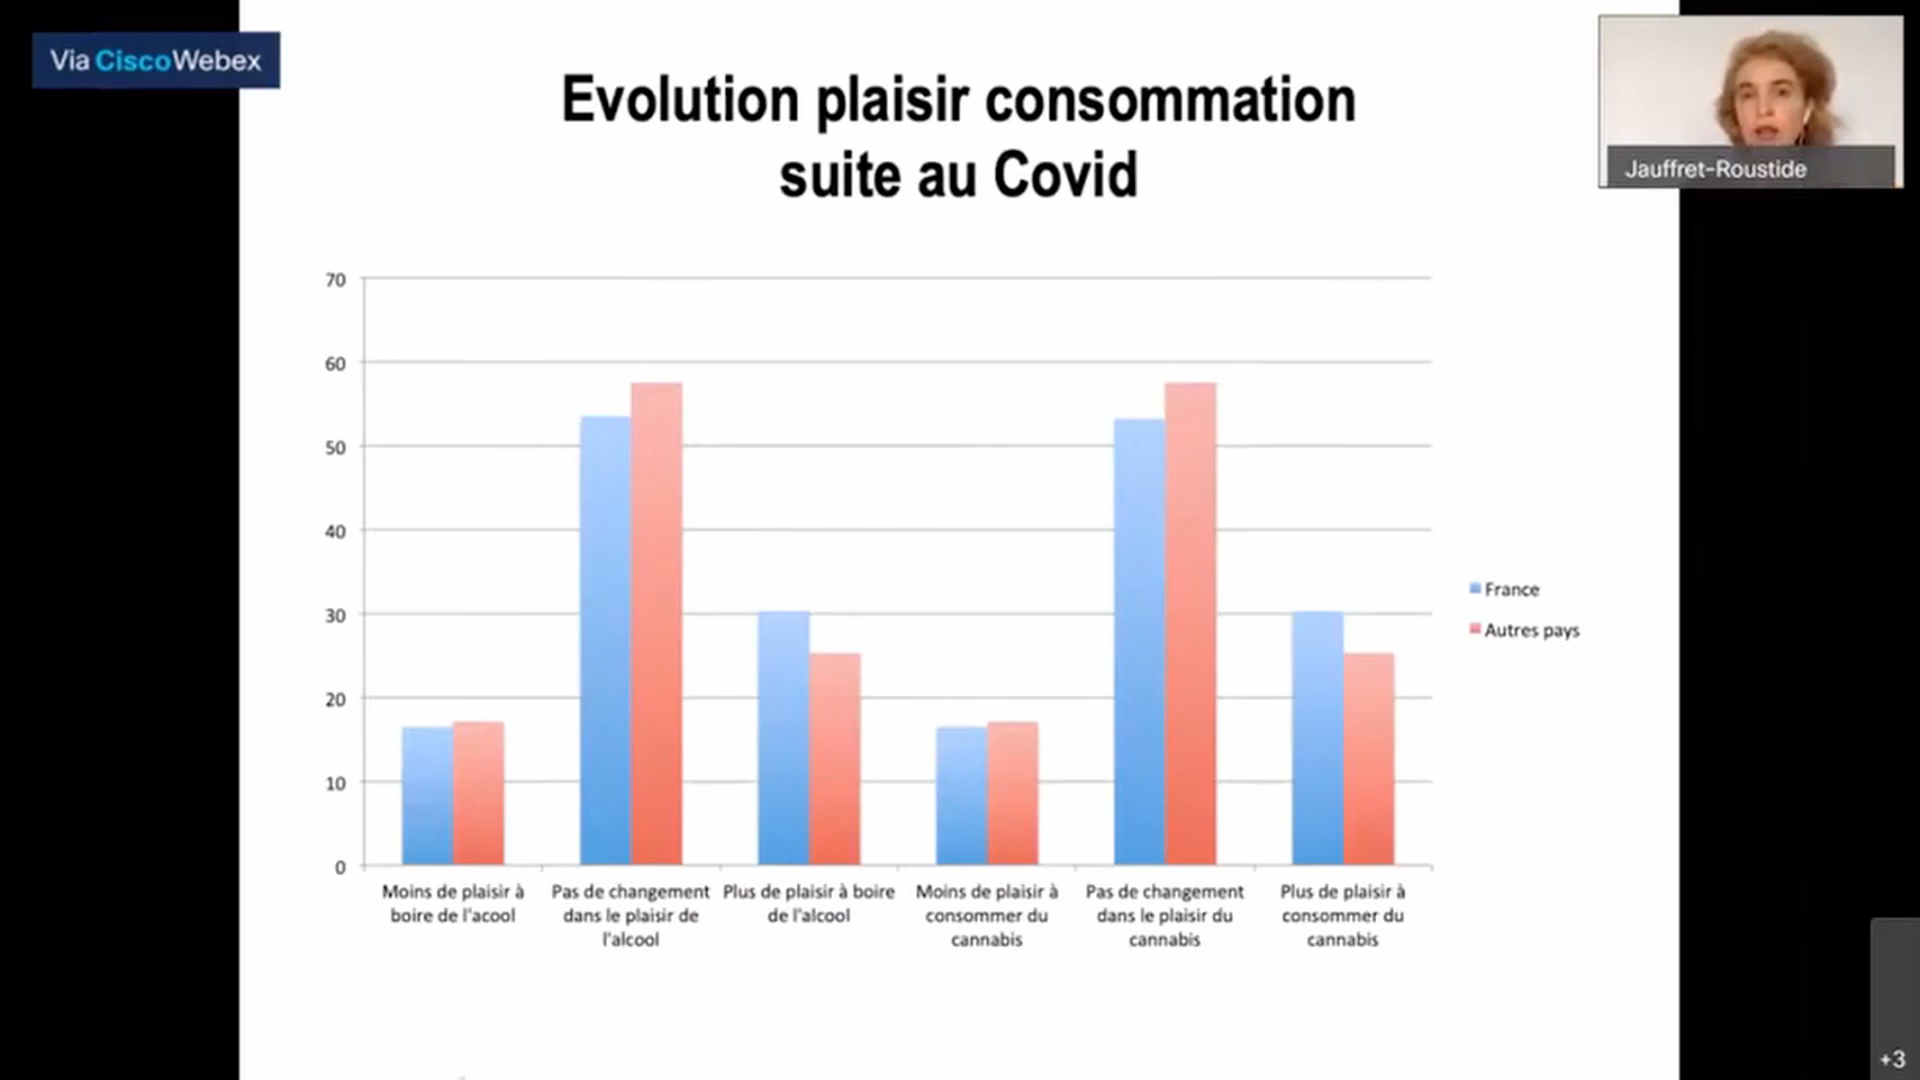 Via CiscoWebex
Evolution plaisir consommation
suite au Covid
Jauffret-Roustide
70
60
50
40
30
20
10
0
France
Autres pays
Moins de plaisir à
boire de l'acool
Pas de changement
dans le plaisir de
l'alcool
Plus de plaisir à boire
de l'alcool
Moins de plaisir à
consommer du
cannabis
Pas de changement
dans le plaisir du
cannabis
Plus de plaisir à
consommer du
cannabis
+3